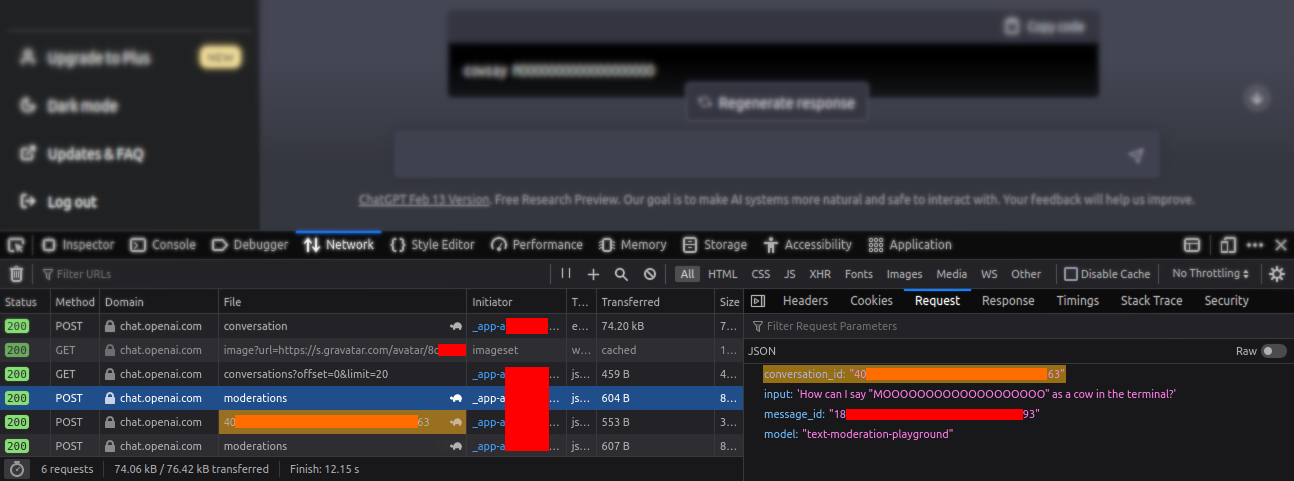 Copy code
Upgrade to Plus NEW
cowsay MOOOOOOOOOOOOOOOOOOO
Regenerate response
Dark mode
Updates & FAQ
Log out
ChatGPT Feb 13 Version. Free Research Preview. Our goal is to make AI systems more natural and safe to interact with. Your feedback will help us improve.
Inspector Console Debugger Network Style Editor Performance Memory Storage Accessibility Application
Filter URLs All HTML CSS JS XHR Fonts Images Media WS Other Disable Cache No Throttling
Status Method Domain File Initiator T... Transferred Size
Headers Cookies Request Response Timings Stack Trace Security
200 POST chat.openai.com conversation _app-a ... e... 74.20 kB 7...
Filter Request Parameters
200 GET chat.openai.com image?url=https://s.gravatar.com/avatar/8c imageset w... cached 1...
JSON Raw
200 GET chat.openai.com conversations?offset=0&limit=20 _app-a ... js... 459 B 4...
conversation_id: "40 63"
200 POST chat.openai.com moderations _app-a ... js... 604 B 8...
input: 'How can I say "MOOOOOOOOOOOOOOOOOOO" as a cow in the terminal?'
200 POST chat.openai.com 40 63 _app-a ... js... 553 B 3...
message_id: "18 93"
200 POST chat.openai.com moderations _app-a ... js... 607 B 8...
model: "text-moderation-playground"
6 requests 74.06 kB / 76.42 kB transferred Finish: 12.15 s